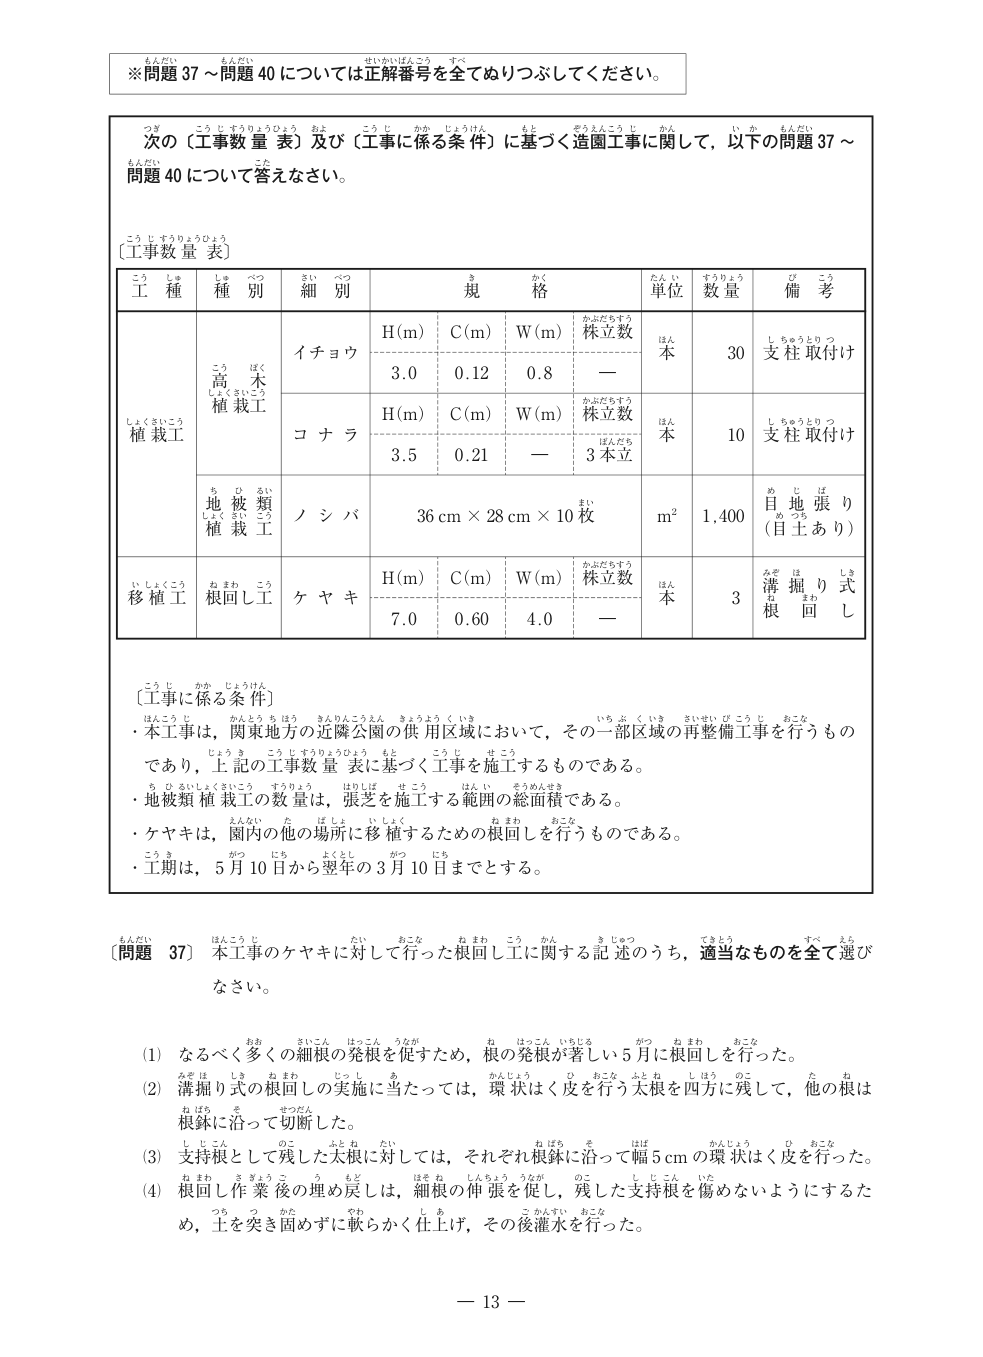 ※問題 37 ～問題 40 については正解番号を全てぬりつぶしてください。
次の〔工事数量表〕及び〔工事に係る条件〕に基づく造園工事に関して，以下の問題 37 ～
問題 40 について答えなさい。
〔工事数量表〕
工種 種別 細別 規格 単位 数量 備考
植栽工 高木植栽工 イチョウ H(m) C(m) W(m) 株立数 本 30 支柱取付け
3.0 0.12 0.8 ―
コナラ H(m) C(m) W(m) 株立数 本 10 支柱取付け
3.5 0.21 ― 3本立
地被類植栽工 ノシバ 36 cm × 28 cm × 10 枚 m² 1,400 目地張り（目土あり）
移植工 根回し工 ケヤキ H(m) C(m) W(m) 株立数 本 3 溝掘り式根回し
7.0 0.60 4.0 ―
〔工事に係る条件〕
・本工事は，関東地方の近隣公園の供用区域において，その一部区域の再整備工事を行うもの
であり，上記の工事数量表に基づく工事を施工するものである。
・地被類植栽工の数量は，張芝を施工する範囲の総面積である。
・ケヤキは，園内の他の場所に移植するための根回しを行うものである。
・工期は，5 月 10 日から翌年の 3 月 10 日までとする。
〔問題 37〕 本工事のケヤキに対して行った根回し工に関する記述のうち，適当なものを全て選び
なさい。
(1) なるべく多くの細根の発根を促すため，根の発根が著しい 5 月に根回しを行った。
(2) 溝掘り式の根回しの実施に当たっては，環状はく皮を行う太根を四方に残して，他の根は
根鉢に沿って切断した。
(3) 支持根として残した太根に対しては，それぞれ根鉢に沿って幅 5 cm の環状はく皮を行った。
(4) 根回し作業後の埋め戻しは，細根の伸張を促し，残した支持根を傷めないようにするた
め，土を突き固めずに軟らかく仕上げ，その後灌水を行った。
― 13 ―